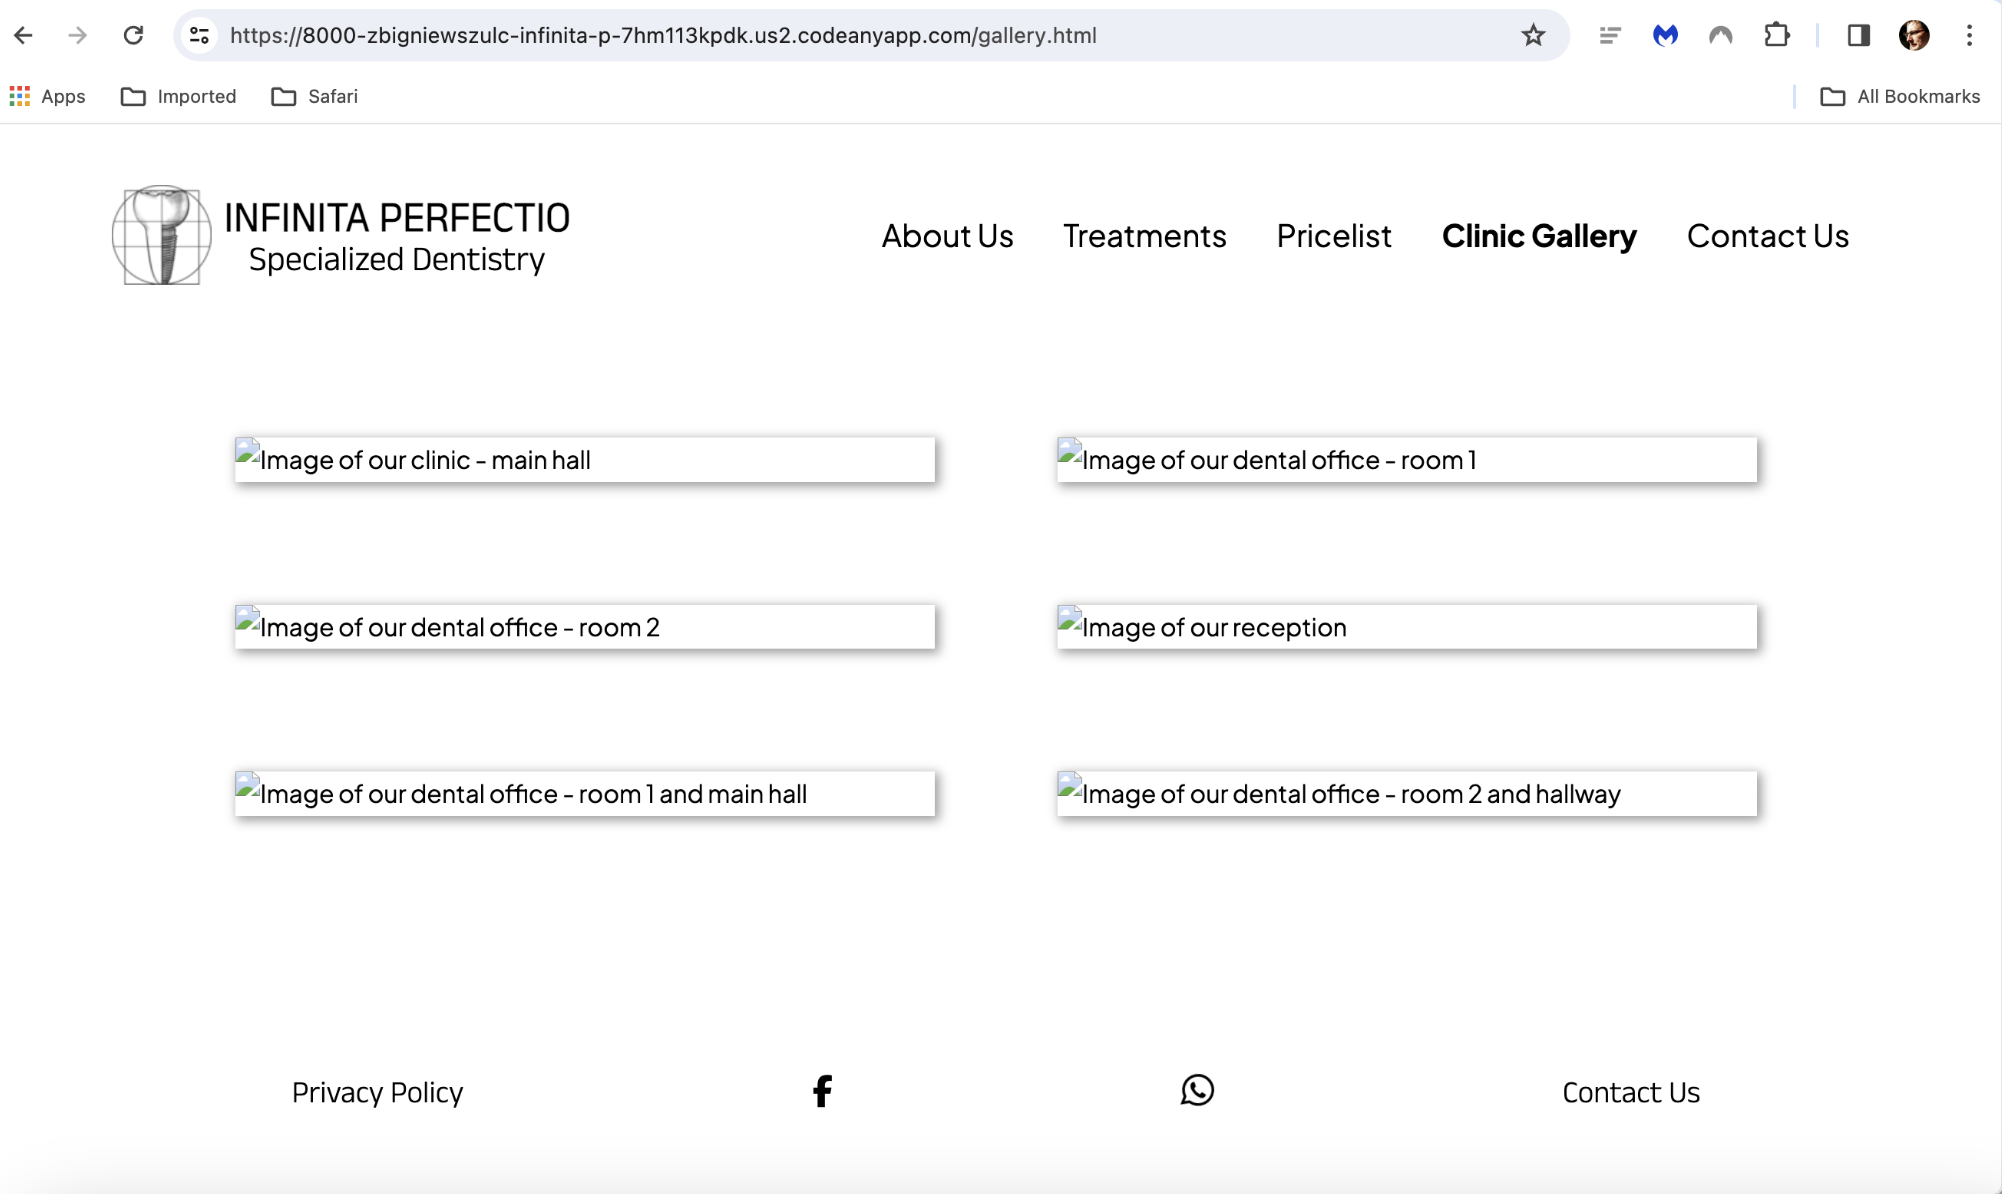 https://8000-zbigniewszulc-infinita-p-7hm113kpdk.us2.codeanyapp.com/gallery.html
Apps Imported Safari All Bookmarks
INFINITA PERFECTIO
Specialized Dentistry
About Us Treatments Pricelist Clinic Gallery Contact Us
Image of our clinic - main hall Image of our dental office - room 1
Image of our dental office - room 2 Image of our reception
Image of our dental office - room 1 and main hall Image of our dental office - room 2 and hallway
Privacy Policy Contact Us